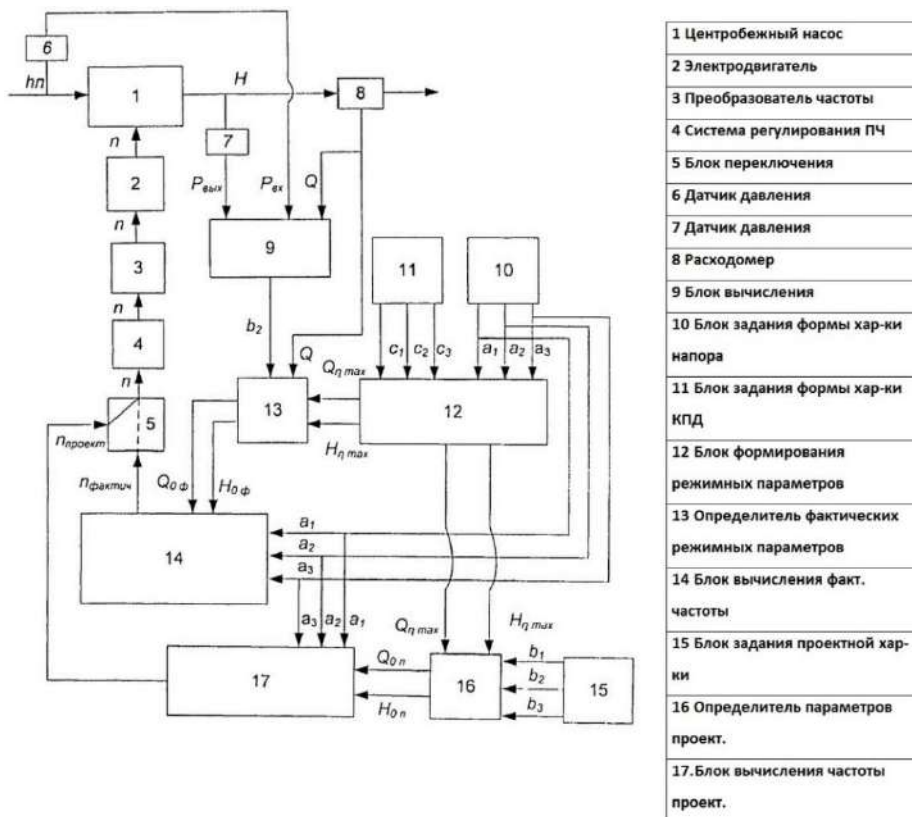 6
hп
1
H
8
7
n
2
Pвых
Pвх
Q
9
n
3
11
10
n
4
b2
Q
c1 c2 c3
a1 a2 a3
n
5
13
Qη max
12
Hη max
nпроект
nфактич
Q0 ф
H0 ф
14
a1
a2
a3
a3 a2 a1
Qη max
Hη max
17
Q0 п
H0 п
16
b1
b2
b3
15
1 Центробежный насос
2 Электродвигатель
3 Преобразователь частоты
4 Система регулирования ПЧ
5 Блок переключения
6 Датчик давления
7 Датчик давления
8 Расходомер
9 Блок вычисления
10 Блок задания формы хар-ки
напора
11 Блок задания формы хар-ки
КПД
12 Блок формирования
режимных параметров
13 Определитель фактических
режимных параметров
14 Блок вычисления факт.
частоты
15 Блок задания проектной хар-
ки
16 Определитель параметров
проект.
17.Блок вычисления частоты
проект.